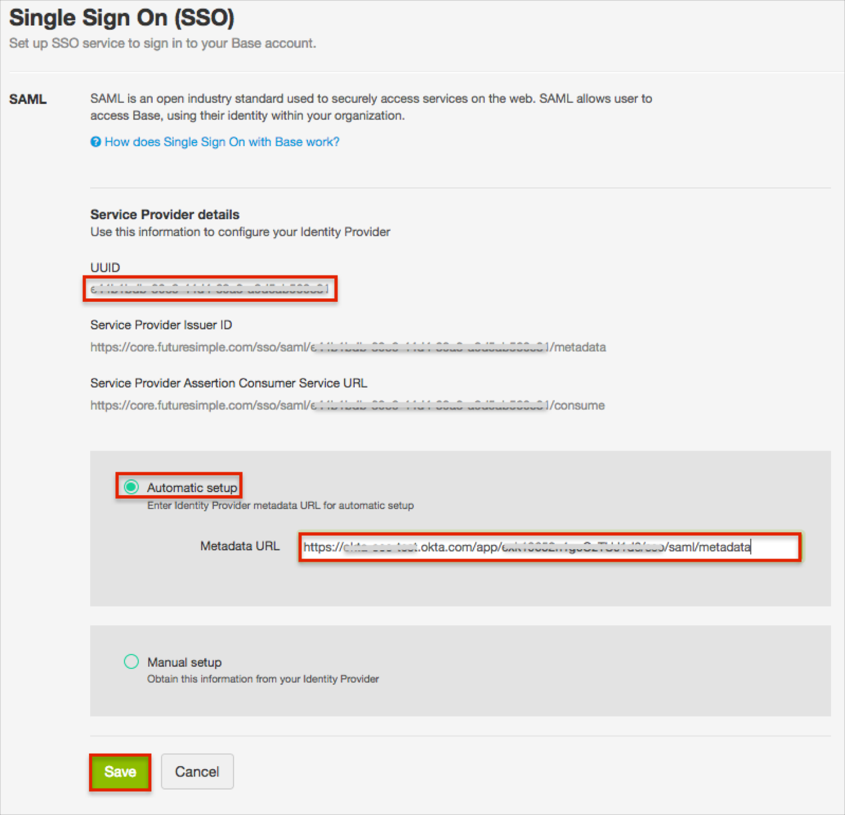 Single Sign On (SSO)
Set up SSO service to sign in to your Base account.
SAML
SAML is an open industry standard used to securely access services on the web. SAML allows user to
access Base, using their identity within your organization.
How does Single Sign On with Base work?
Service Provider details
Use this information to configure your Identity Provider
UUID
Service Provider Issuer ID
https://core.futuresimple.com/sso/saml/ /metadata
Service Provider Assertion Consumer Service URL
https://core.futuresimple.com/sso/saml/ /consume
Automatic setup
Enter Identity Provider metadata URL for automatic setup
Metadata URL
https:// .okta.com/app/ /saml/metadata
Manual setup
Obtain this information from your Identity Provider
Save
Cancel